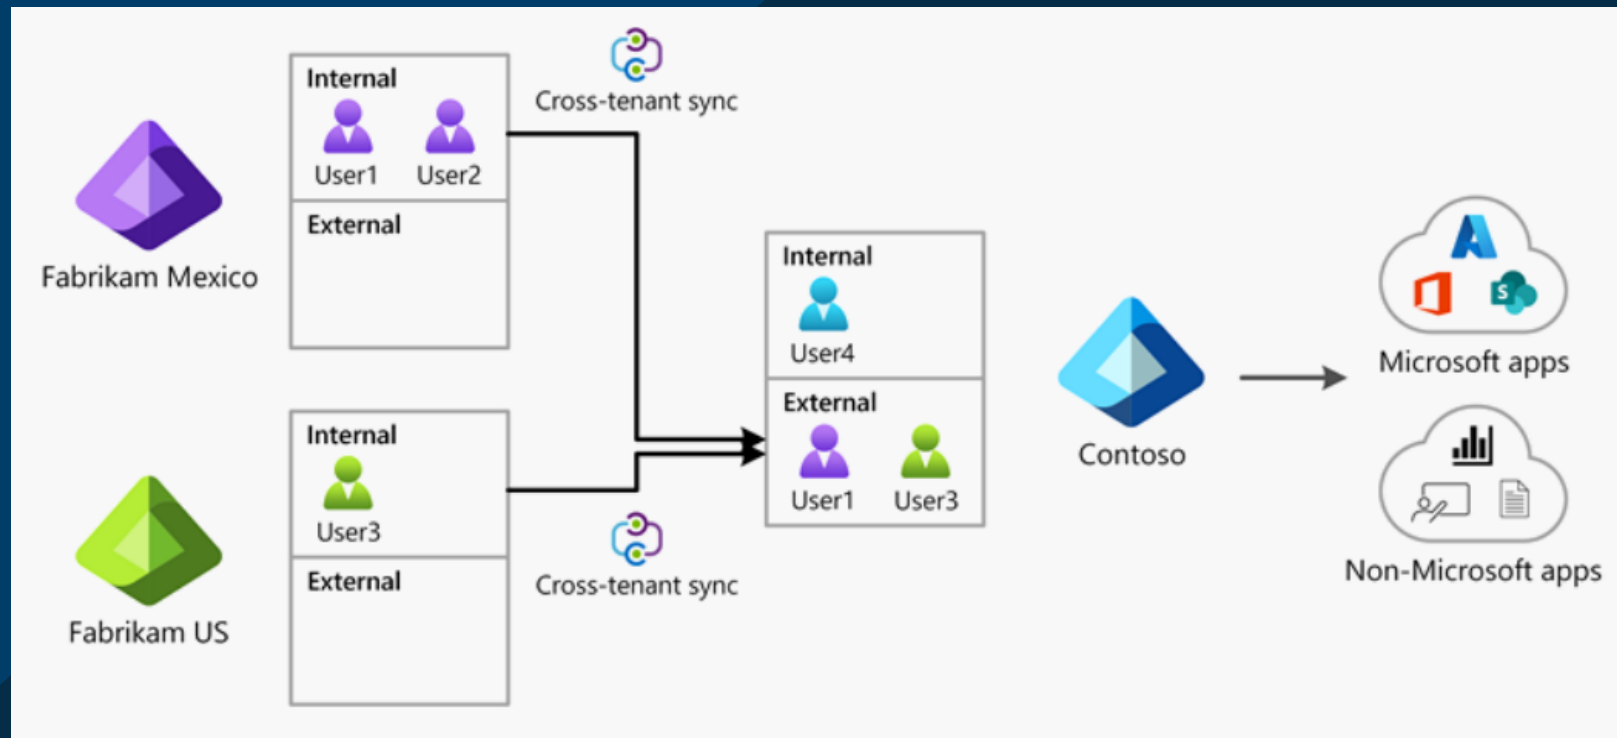 Internal
User1 User2
External
Fabrikam Mexico
Cross-tenant sync
Internal
User3
External
Fabrikam US
Cross-tenant sync
Internal
User4
External
User1 User3
Contoso
S
Microsoft apps
Non-Microsoft apps